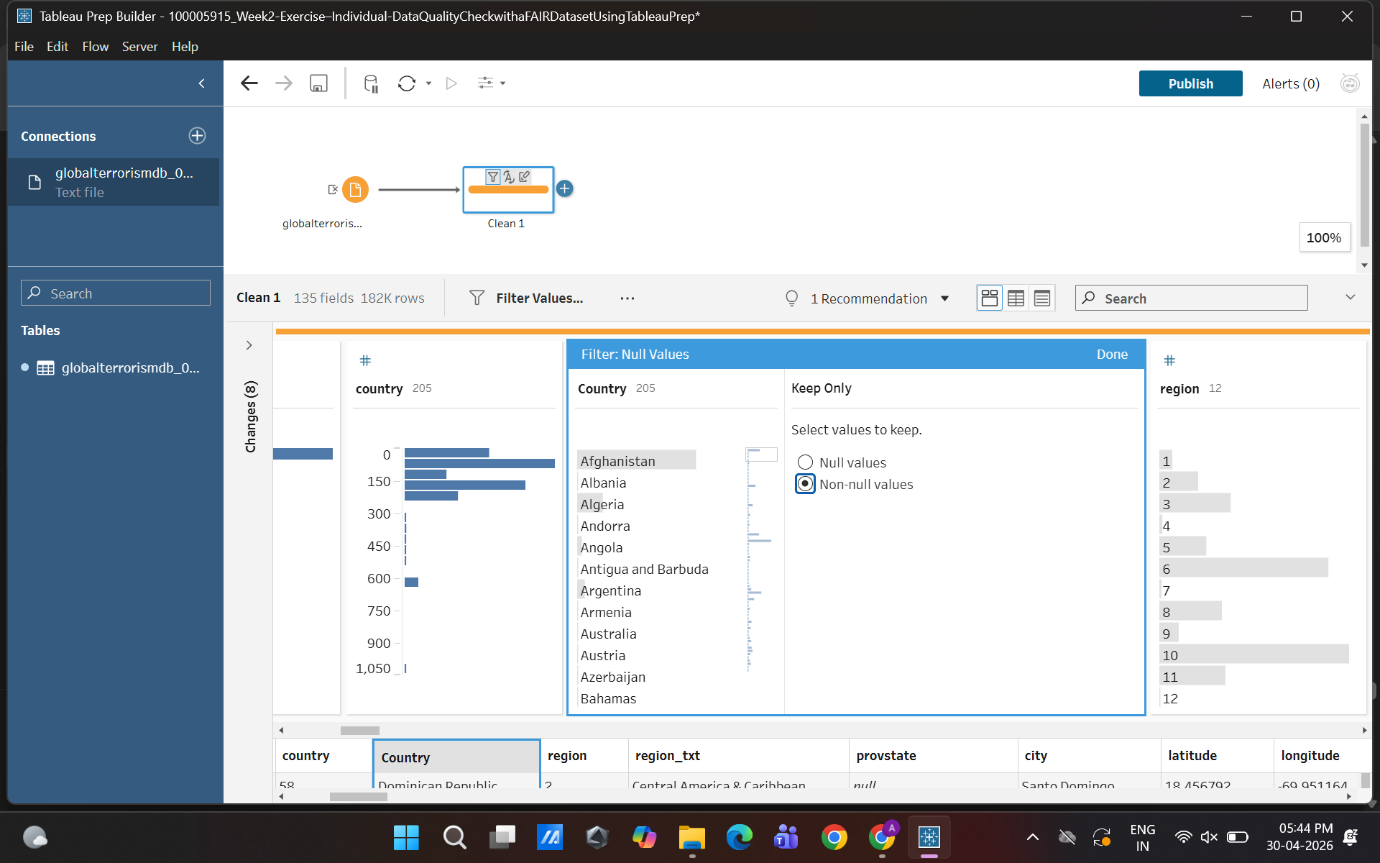 Tableau Prep Builder - 100005915_Week2-Exercise–Individual-DataQualityCheckwithaFAIRDatasetUsingTableauPrep*
File Edit Flow Server Help
Publish
Alerts (0)
Connections
globalterrorismdb_0...
Text file
globalterroris...
Clean 1
100%
Search
Tables
globalterrorismdb_0...
Clean 1 135 fields 182K rows
Filter Values...
1 Recommendation
Search
Changes (8)
#
country 205
0
150
300
450
600
750
900
1,050
Filter: Null Values
Done
Country 205
Afghanistan
Albania
Algeria
Andorra
Angola
Antigua and Barbuda
Argentina
Armenia
Australia
Austria
Azerbaijan
Bahamas
Keep Only
Select values to keep.
Null values
Non-null values
#
region 12
1
2
3
4
5
6
7
8
9
10
11
12
country Country region region_txt provstate city latitude longitude
58 Dominican Republic 2 Central America & Caribbean null Santo Domingo 18.456792 -69.951164
ENG
IN
05:44 PM
30-04-2026